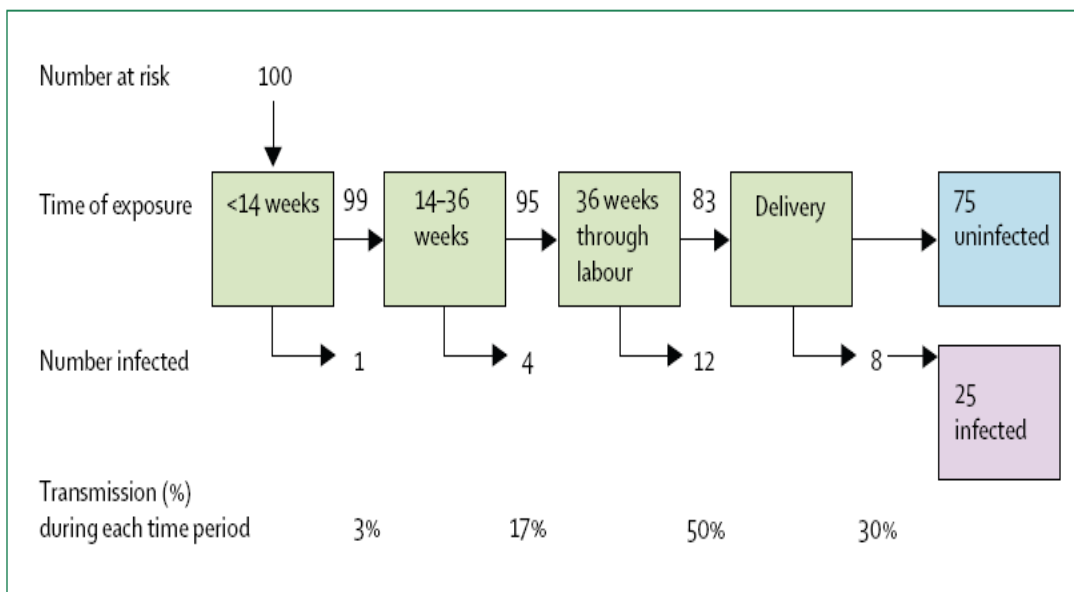 Number at risk 100
Time of exposure <14 weeks 99 14–36 weeks 95 36 weeks through labour 83 Delivery 75 uninfected
Number infected 1 4 12 8 25 infected
Transmission (%)
during each time period 3% 17% 50% 30%